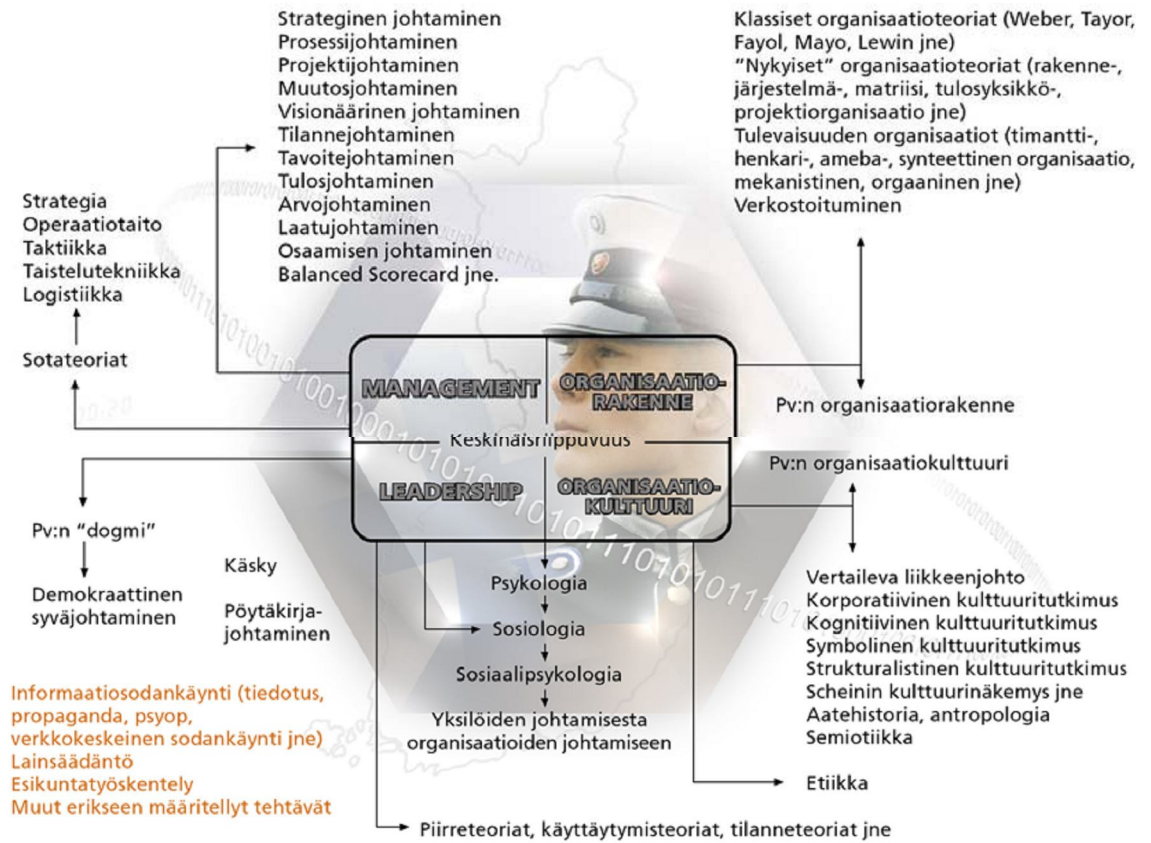 Strateginen johtaminen
Prosessijohtaminen
Projektijohtaminen
Muutosjohtaminen
Visionäärinen johtaminen
Tilannejohtaminen
Tavoitejohtaminen
Tulosjohtaminen
Arvojohtaminen
Laatujohtaminen
Osaamisen johtaminen
Balanced Scorecard jne.
Klassiset organisaatioteoriat (Weber, Tayor,
Fayol, Mayo, Lewin jne)
”Nykyiset” organisaatioteoriat (rakenne-,
järjestelmä-, matriisi, tulosyksikkö-,
projektiorganisaatio jne)
Tulevaisuuden organisaatiot (timantti-,
henkari-, ameba-, synteettinen organisaatio,
mekanistinen, orgaaninen jne)
Verkostoituminen
Strategia
Operaatiotaito
Taktiikka
Taistelutekniikka
Logistiikka
Sotateoriat
MANAGEMENT
ORGANISAATIO-
RAKENNE
Keskinäisriippuvuus
LEADERSHIP
ORGANISAATIO-
KULTTUURI
Pv:n organisaatiorakenne
Pv:n organisaatiokulttuuri
Pv:n ”dogmi”
Demokraattinen
syväjohtaminen
Käsky
Pöytäkirja-
johtaminen
Psykologia
Sosiologia
Sosiaalipsykologia
Yksilöiden johtamisesta
organisaatioiden johtamiseen
Vertaileva liikkeenjohto
Korporatiivinen kulttuuritutkimus
Kognitiivinen kulttuuritutkimus
Symbolinen kulttuuritutkimus
Strukturalistinen kulttuuritutkimus
Scheinin kulttuurinäkemys jne
Aatehistoria, antropologia
Semiotiikka
Etiikka
Informaatiosodankäynti (tiedotus,
propaganda, psyop,
verkkokeskeinen sodankäynti jne)
Lainsäädäntö
Esikuntatyöskentely
Muut erikseen määritellyt tehtävät
Piirreteoriat, käyttäytymisteoriat, tilanneteoriat jne